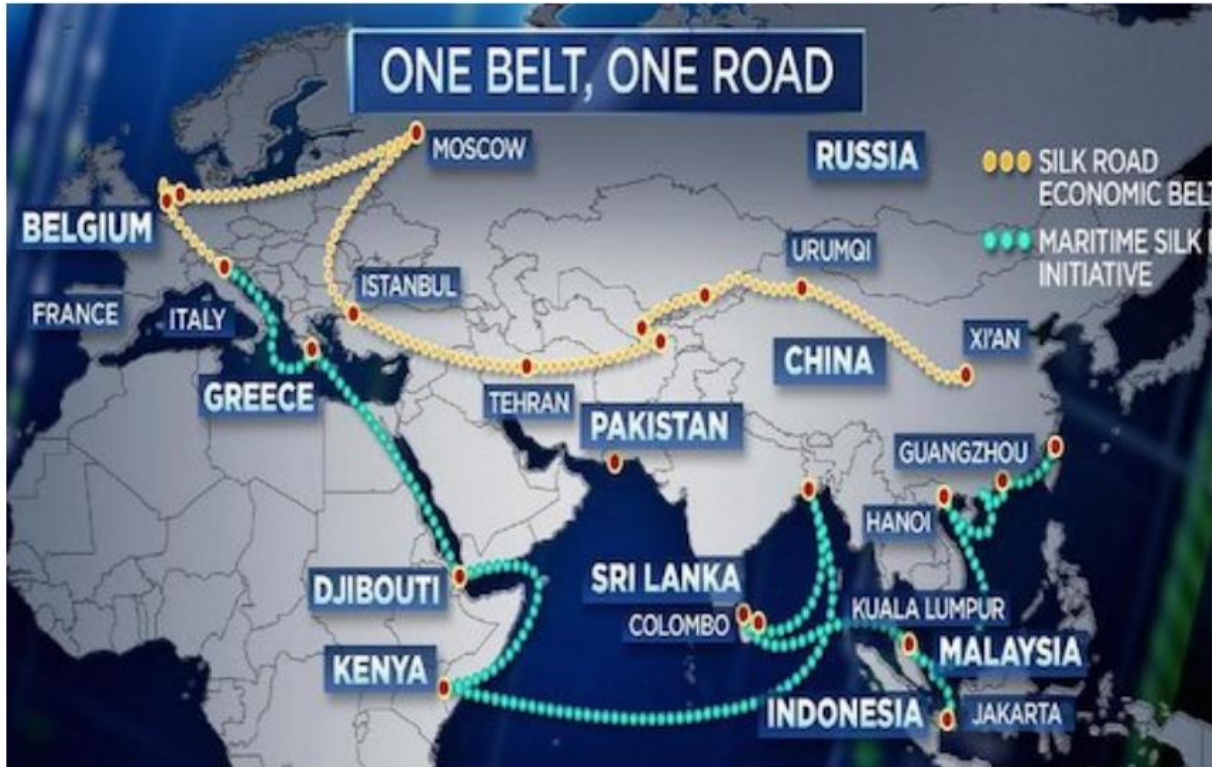 ONE BELT, ONE ROAD
MOSCOW
RUSSIA
SILK ROAD
ECONOMIC BELT
BELGIUM
MARITIME SILK
INITIATIVE
URUMQI
ISTANBUL
FRANCE
ITALY
XI'AN
CHINA
GREECE
TEHRAN
PAKISTAN
GUANGZHOU
HANOI
SRI LANKA
DJIBOUTI
COLOMBO
KUALA LUMPUR
MALAYSIA
KENYA
INDONESIA
JAKARTA